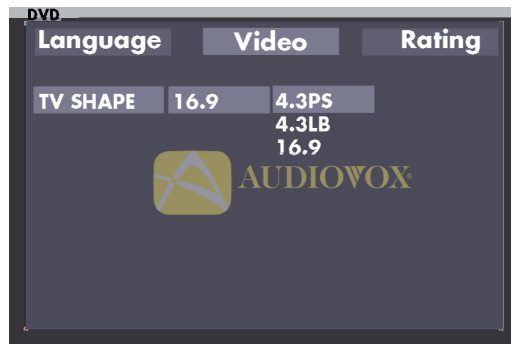 DVD
Language Video Rating
TV SHAPE 16.9 4.3PS
4.3LB
16.9
AUDIOVOX®